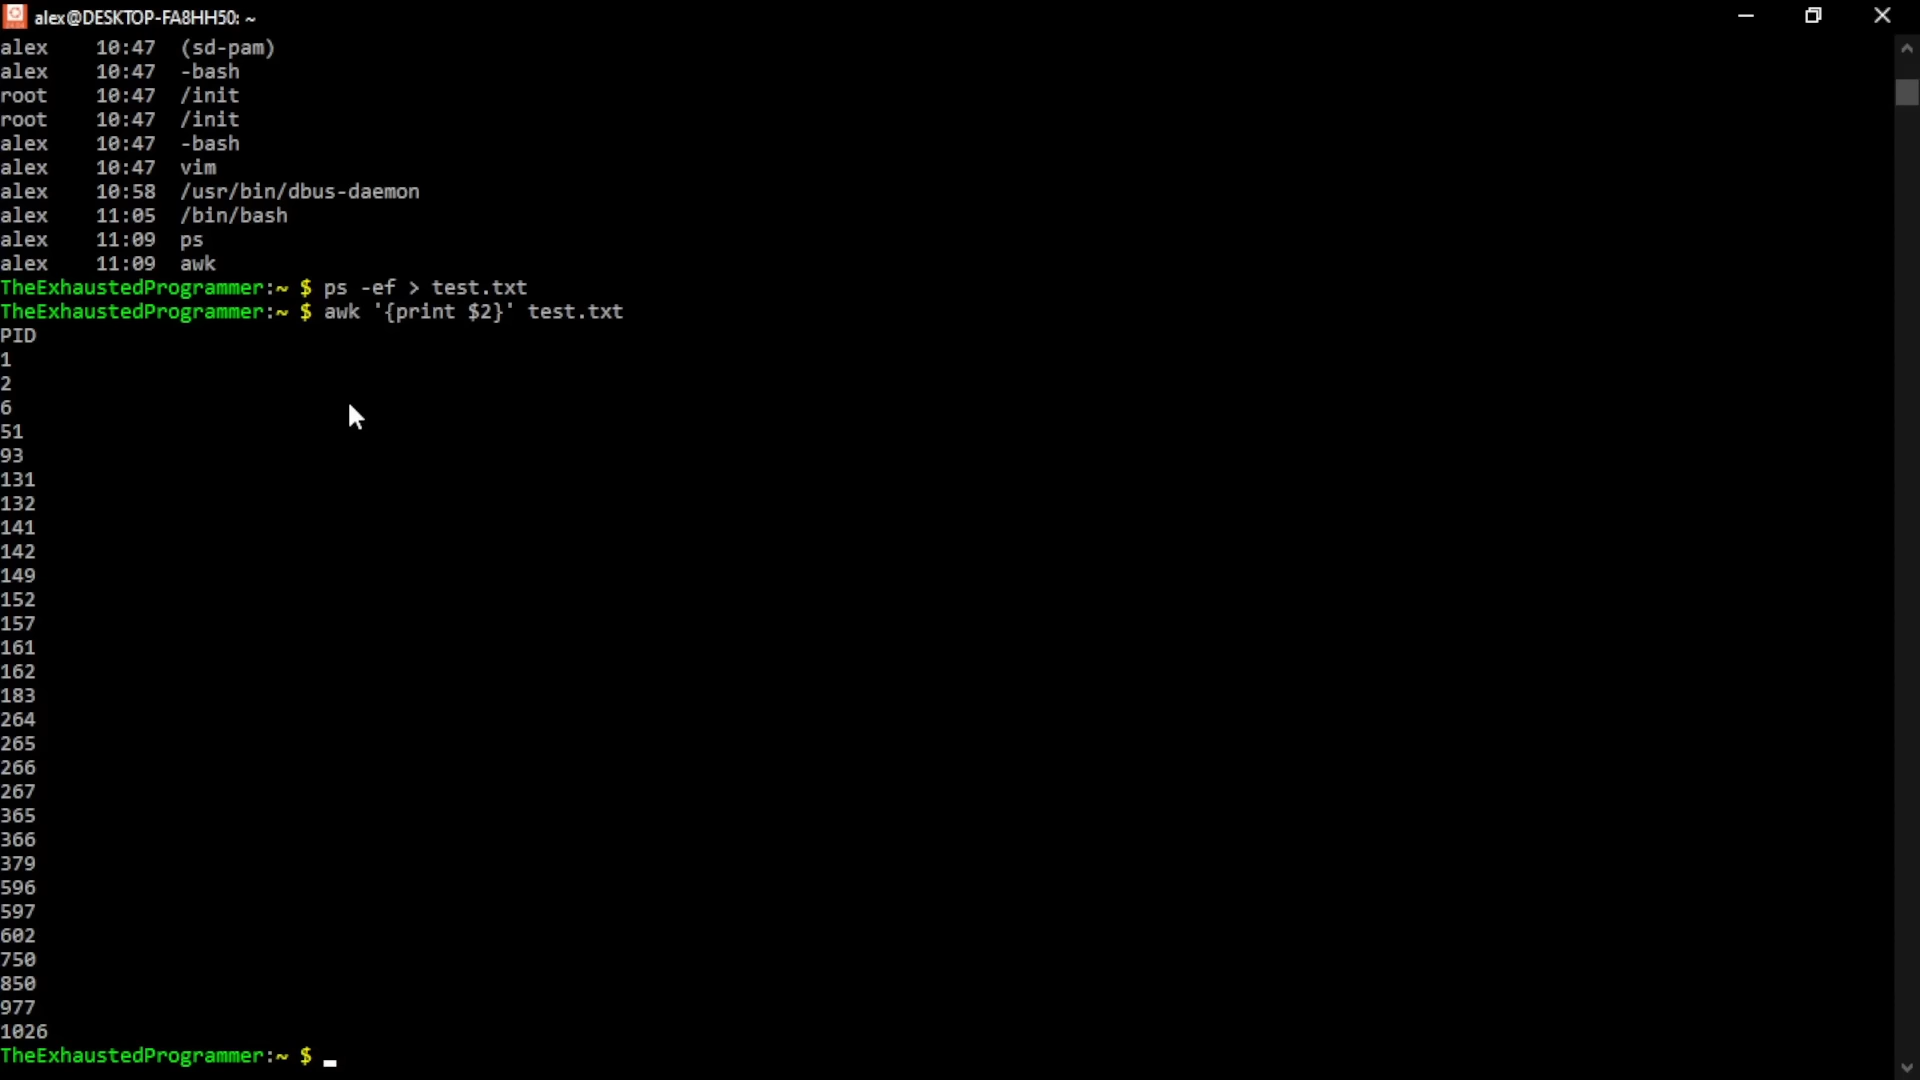 alex@DESKTOP-FA8HH50: ~
alex    10:47  (sd-pam)
alex    10:47  -bash
root    10:47  /init
root    10:47  /init
alex    10:47  -bash
alex    10:47  vim
alex    10:58  /usr/bin/dbus-daemon
alex    11:05  /bin/bash
alex    11:09  ps
alex    11:09  awk
TheExhaustedProgrammer:~ $ ps -ef > test.txt
TheExhaustedProgrammer:~ $ awk '{print $2}' test.txt
PID
1
2
6
51
93
131
132
141
142
149
152
157
161
162
183
264
265
266
267
365
366
379
596
597
602
750
850
977
1026
TheExhaustedProgrammer:~ $